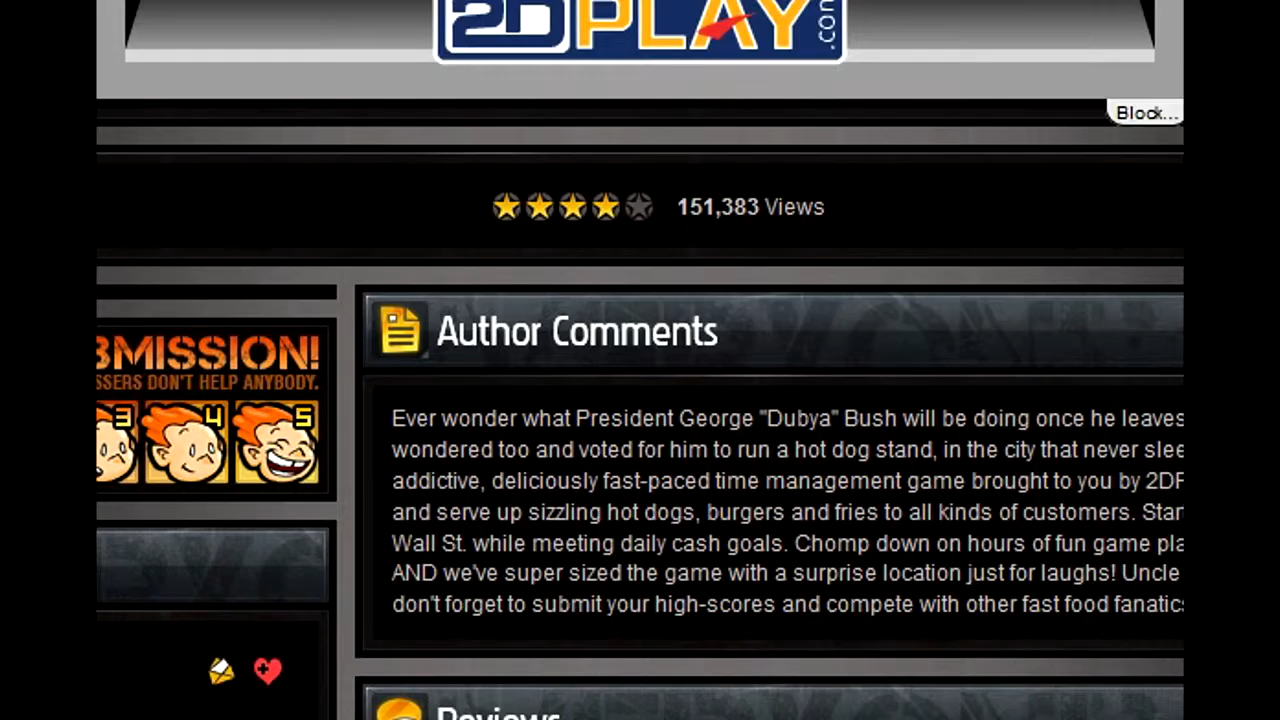 2DPLAY.com
Block...
151,383 Views
BMISSION!
SSERS DON'T HELP ANYBODY.
3 4 5
Author Comments
Ever wonder what President George "Dubya" Bush will be doing once he leaves
wondered too and voted for him to run a hot dog stand, in the city that never slee
addictive, deliciously fast-paced time management game brought to you by 2DP
and serve up sizzling hot dogs, burgers and fries to all kinds of customers. Star
Wall St. while meeting daily cash goals. Chomp down on hours of fun game pla
AND we've super sized the game with a surprise location just for laughs! Uncle
don't forget to submit your high-scores and compete with other fast food fanatics
Reviews